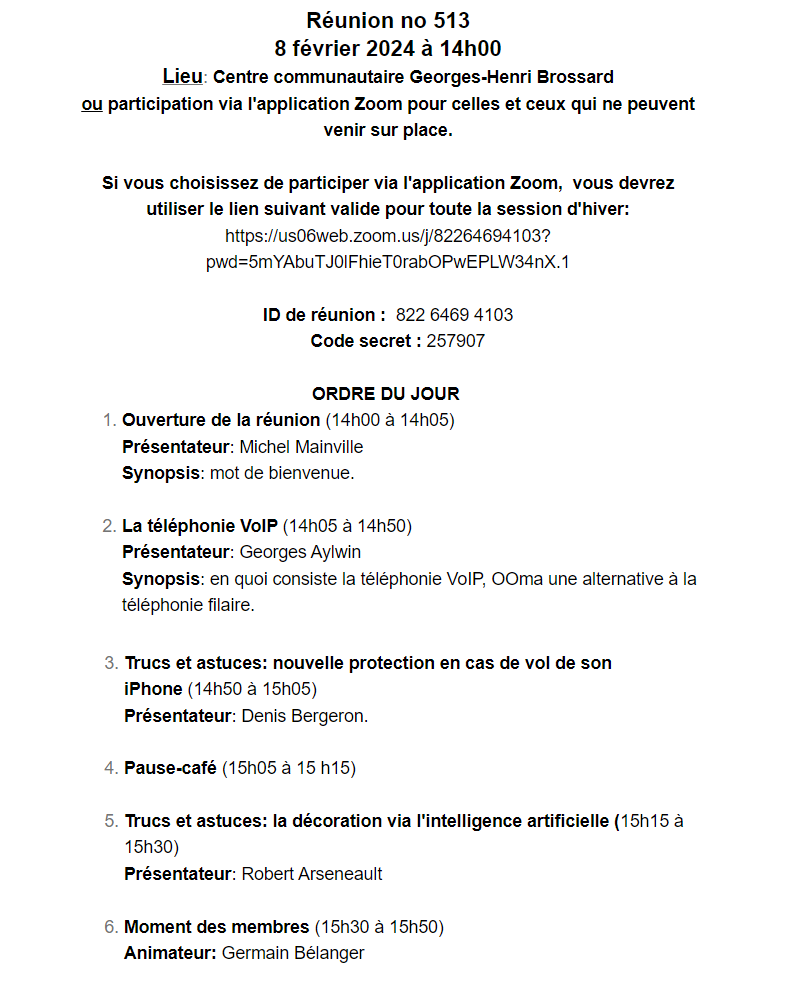 Réunion no 513
8 février 2024 à 14h00
Lieu: Centre communautaire Georges-Henri Brossard
ou participation via l'application Zoom pour celles et ceux qui ne peuvent
venir sur place.
Si vous choisissez de participer via l'application Zoom, vous devrez
utiliser le lien suivant valide pour toute la session d'hiver:
https://us06web.zoom.us/j/82264694103?
pwd=5mYAbuTJ0lFhieT0rabOPwEPLW34nX.1
ID de réunion : 822 6469 4103
Code secret : 257907
ORDRE DU JOUR
1. Ouverture de la réunion (14h00 à 14h05)
Présentateur: Michel Mainville
Synopsis: mot de bienvenue.
2. La téléphonie VoIP (14h05 à 14h50)
Présentateur: Georges Aylwin
Synopsis: en quoi consiste la téléphonie VoIP, OOma une alternative à la
téléphonie filaire.
3. Trucs et astuces: nouvelle protection en cas de vol de son
iPhone (14h50 à 15h05)
Présentateur: Denis Bergeron.
4. Pause-café (15h05 à 15 h15)
5. Trucs et astuces: la décoration via l'intelligence artificielle (15h15 à
15h30)
Présentateur: Robert Arseneault
6. Moment des membres (15h30 à 15h50)
Animateur: Germain Bélanger